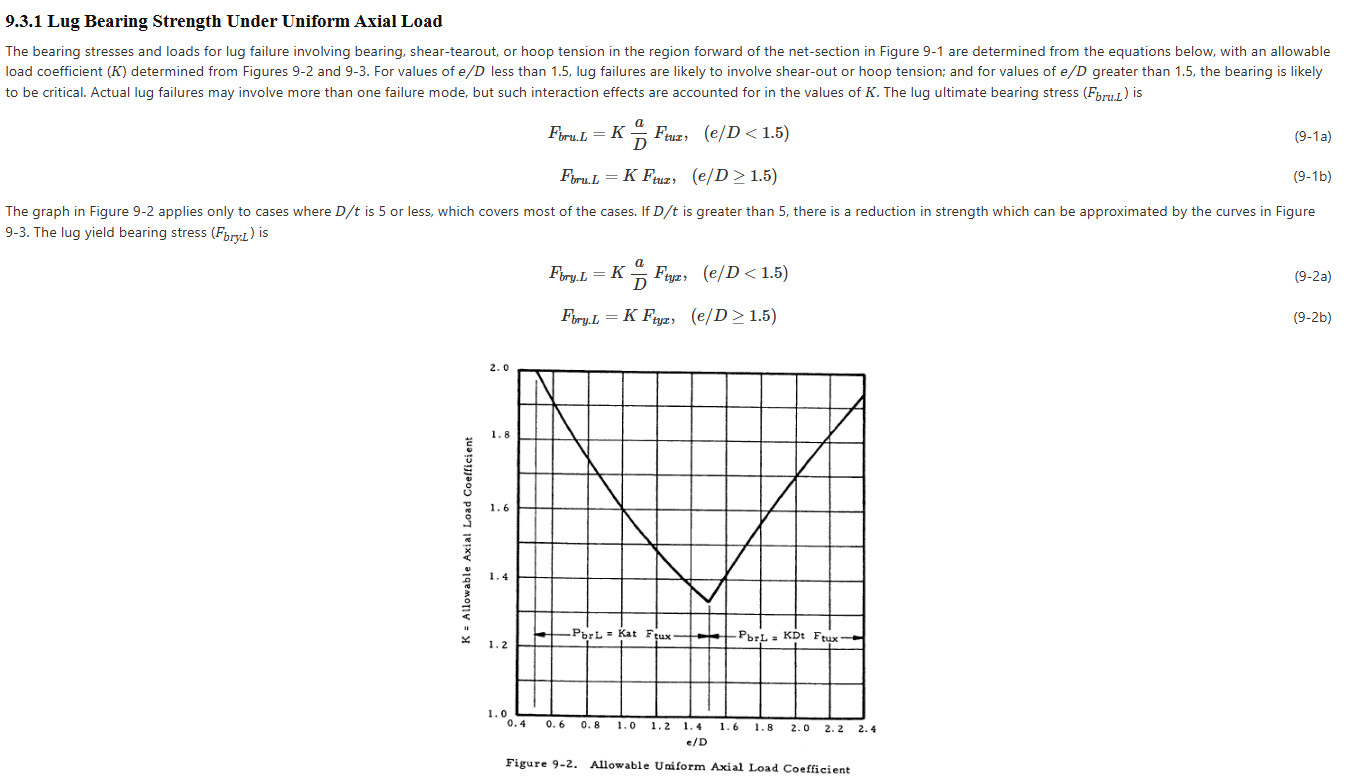 9.3.1 Lug Bearing Strength Under Uniform Axial Load
The bearing stresses and loads for lug failure involving bearing, shear-tearout, or hoop tension in the region forward of the net-section in Figure 9-1 are determined from the equations below, with an allowable
load coefficient (K) determined from Figures 9-2 and 9-3. For values of e/D less than 1.5, lug failures are likely to involve shear-out or hoop tension; and for values of e/D greater than 1.5, the bearing is likely
to be critical. Actual lug failures may involve more than one failure mode, but such interaction effects are accounted for in the values of K. The lug ultimate bearing stress (F_bru.L) is
F_bru.L = K a/D F_tux, (e/D < 1.5) (9-1a)
F_bru.L = K F_tux, (e/D ≥ 1.5) (9-1b)
The graph in Figure 9-2 applies only to cases where D/t is 5 or less, which covers most of the cases. If D/t is greater than 5, there is a reduction in strength which can be approximated by the curves in Figure
9-3. The lug yield bearing stress (F_bry.L) is
F_bry.L = K a/D F_tyx, (e/D < 1.5) (9-2a)
F_bry.L = K F_tyx, (e/D ≥ 1.5) (9-2b)
2.0
1.8
1.6
1.4
1.2
1.0
K = Allowable Axial Load Coefficient
PbrL = Kat Ftux
PbrL = KDt Ftux
0.4 0.6 0.8 1.0 1.2 1.4 1.6 1.8 2.0 2.2 2.4
e/D
Figure 9-2. Allowable Uniform Axial Load Coefficient